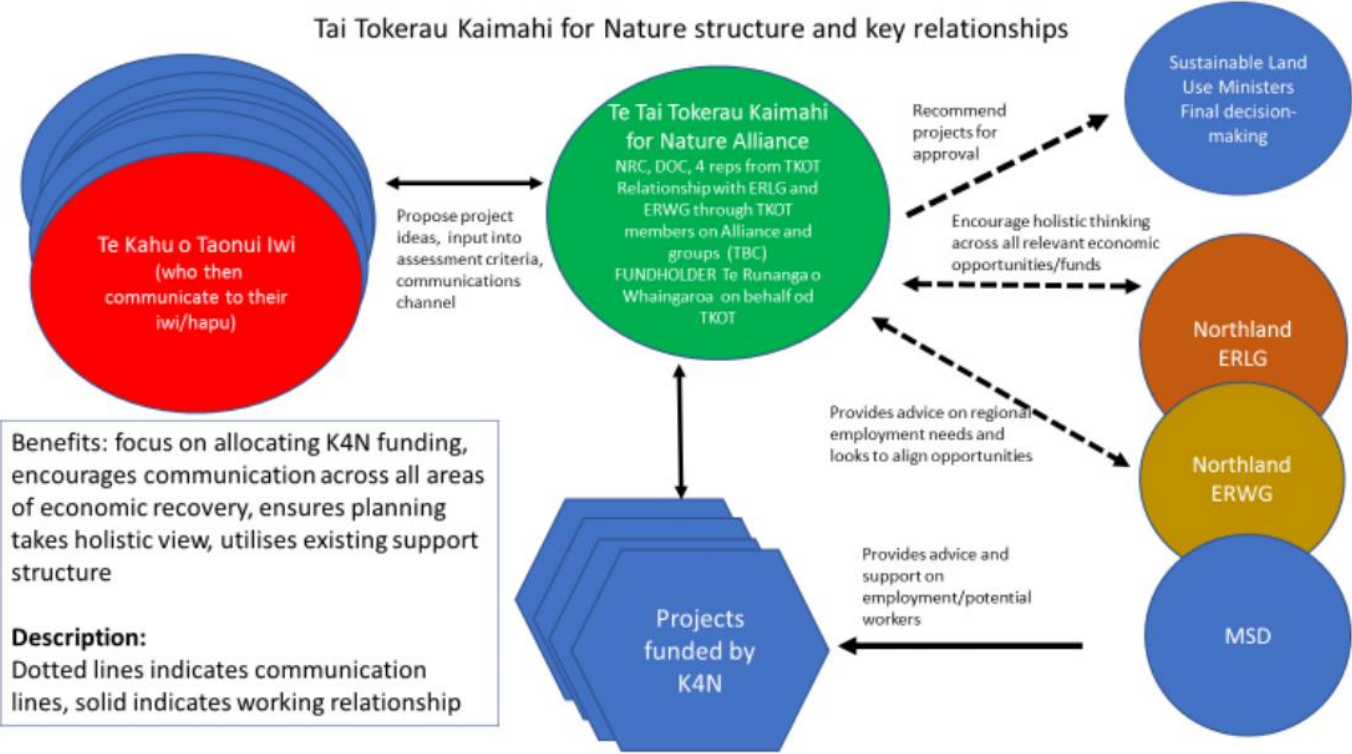 Tai Tokerau Kaimahi for Nature structure and key relationships
Te Kahu o Taonui Iwi
(who then
communicate to their
iwi/hapu)
Propose project
ideas, input into
assessment criteria,
communications
channel
Te Tai Tokerau Kaimahi
for Nature Alliance
NRC, DOC, 4 reps from TKOT
Relationship with ERLG and
ERWG through TKOT
members on Alliance and
groups (TBC)
FUNDHOLDER Te Runanga o
Whaingaroa on behalf od
TKOT
Recommend
projects for
approval
Sustainable Land
Use Ministers
Final decision-
making
Encourage holistic thinking
across all relevant economic
opportunities/funds
Northland
ERLG
Provides advice on regional
employment needs and
looks to align opportunities
Northland
ERWG
Benefits: focus on allocating K4N funding,
encourages communication across all areas
of economic recovery, ensures planning
takes holistic view, utilises existing support
structure
Description:
Dotted lines indicates communication
lines, solid indicates working relationship
Projects
funded by
K4N
Provides advice and
support on
employment/potential
workers
MSD